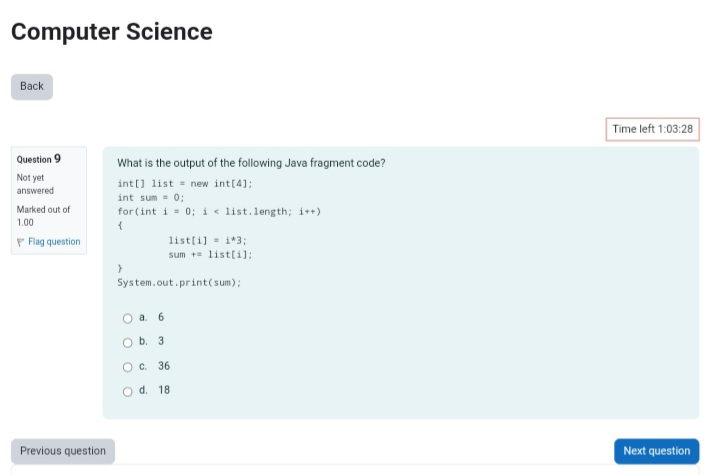 Computer Science
Back
Time left 1:03:28
Question 9
Not yet
answered
Marked out of
1.00
Flag question
What is the output of the following Java fragment code?
int[] list = new int[4];
int sum = 0;
for(int i = 0; i < list.length; i++)
{
list[i] = i*3;
sum += list[i];
}
System.out.print(sum);
a. 6
b. 3
c. 36
d. 18
Previous question
Next question